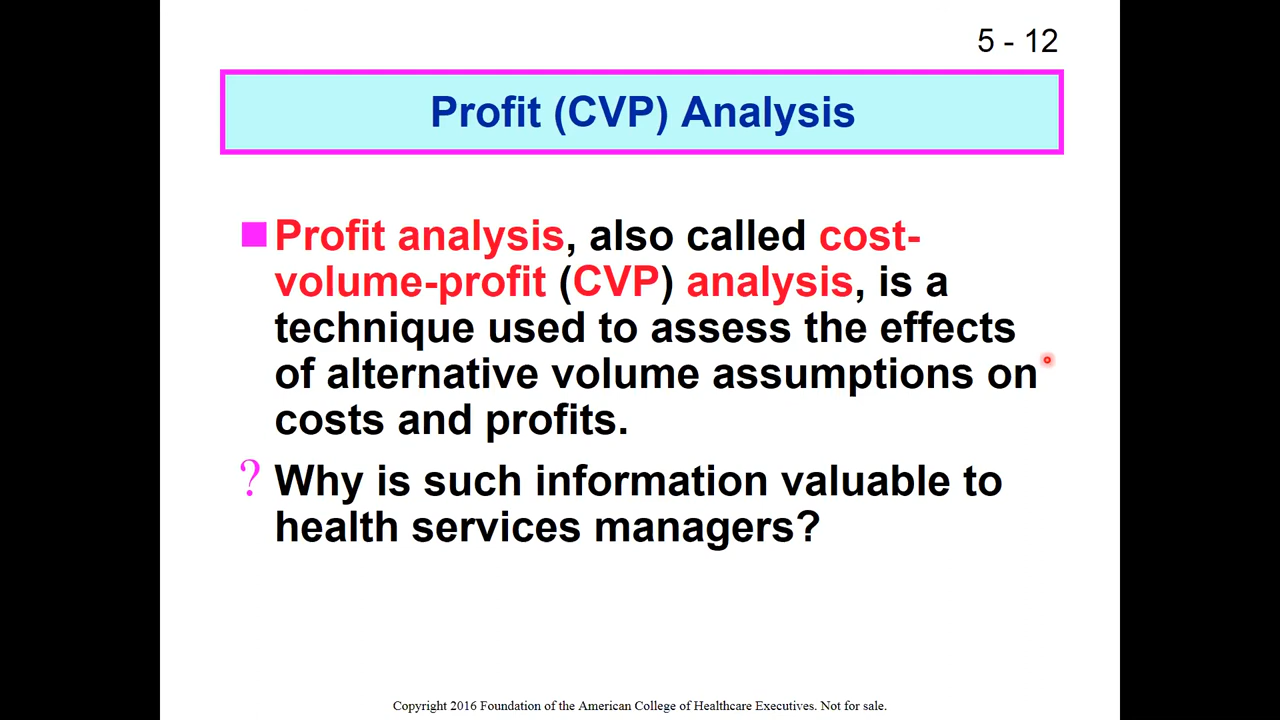 5 - 12
Profit (CVP) Analysis
Profit analysis, also called cost-
volume-profit (CVP) analysis, is a
technique used to assess the effects
of alternative volume assumptions on
costs and profits.
? Why is such information valuable to
health services managers?
Copyright 2016 Foundation of the American College of Healthcare Executives. Not for sale.